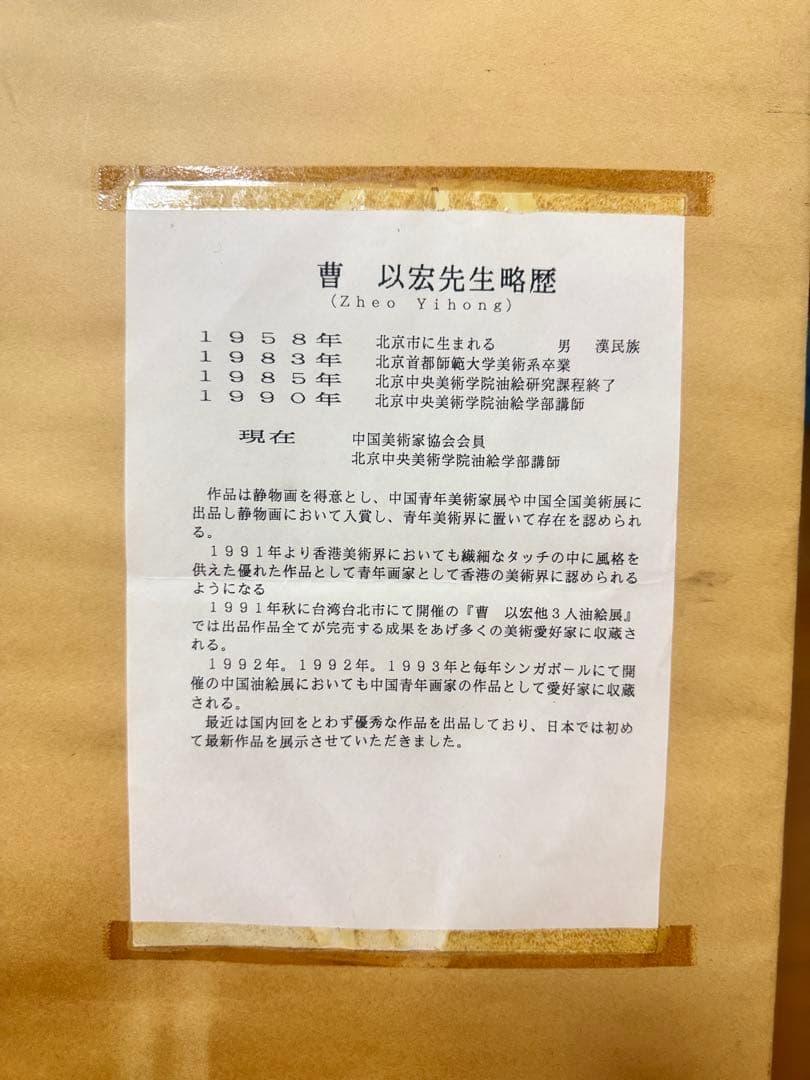 曹　以宏先生略歴
(Zheo Yihong)
1958年　北京市に生まれる　　男　漢民族
1983年　北京首都師範大学美術系卒業
1985年　北京中央美術学院油絵研究課程終了
1990年　北京中央美術学院油絵学部講師
現在　中国美術家協会会員
北京中央美術学院油絵学部講師
作品は静物画を得意とし、中国青年美術家展や中国全国美術展に
出品し静物画において入賞し、青年美術界に置いて存在を認められ
る。
1991年より香港美術界においても繊細なタッチの中に風格を
供えた優れた作品として青年画家として香港の美術界に認められる
ようになる
1991年秋に台湾台北市にて開催の『曹　以宏他3人油絵展』
では出品作品全てが完売する成果をあげ多くの美術愛好家に収蔵さ
れる。
1992年。1992年。1993年と毎年シンガポールにて開
催の中国油絵展においても中国青年画家の作品として愛好家に収蔵
される。
最近は国内回をとわず優秀な作品を出品しており、日本では初め
て最新作品を展示させていただきました。